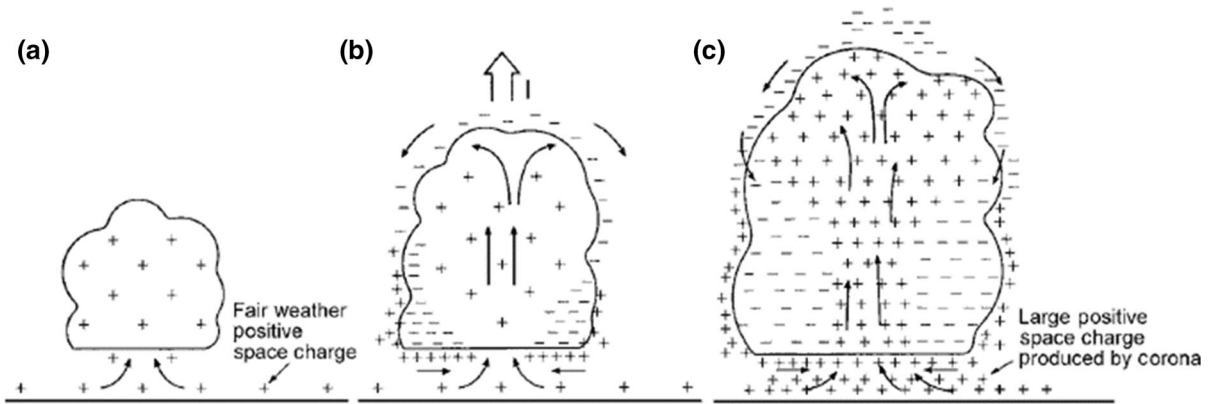 (a)
(b)
(c)
Fair weather
positive
space charge
Large positive
space charge
produced by corona